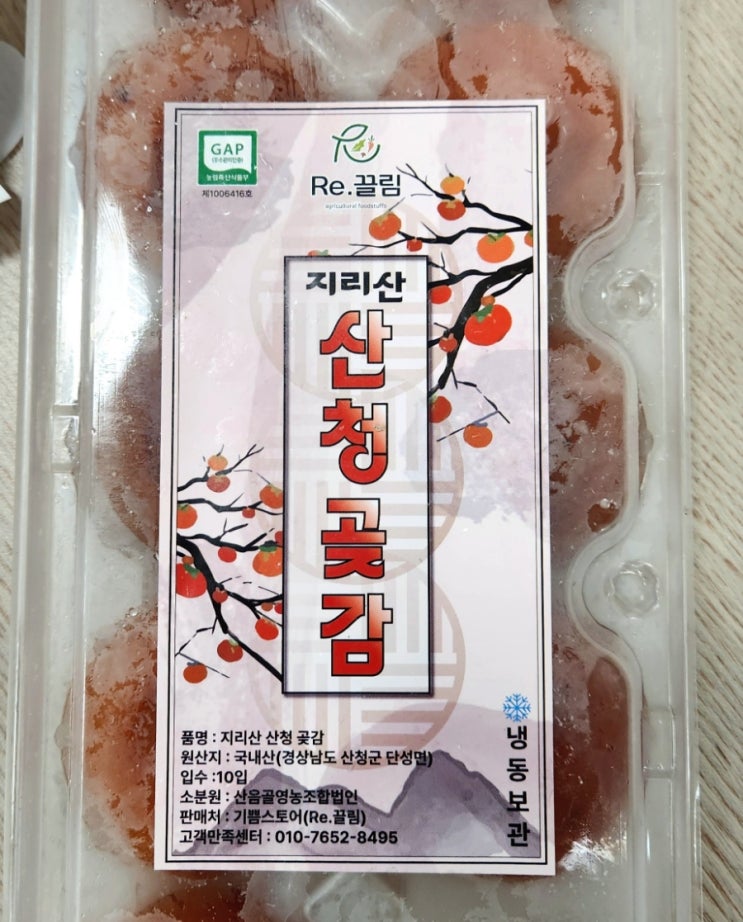 GAP
(우수관리인증)
농림축산식품부
제1006416호
Re.끌림
agricultural foodstuffs
지리산
산청곶감
품명 : 지리산 산청 곶감
원산지 : 국내산(경상남도 산청군 단성면)
입수 :10입
소분원 : 산음골영농조합법인
판매처 : 기쁨스토어(Re.끌림)
고객만족센터 : 010-7652-8495
냉동보관